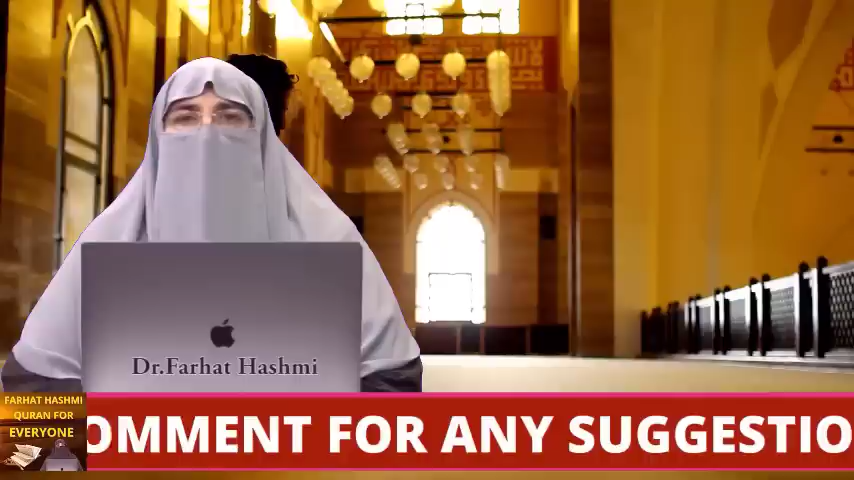 Dr.Farhat Hashmi
FARHAT HASHMI
QURAN FOR
EVERYONE
OMMENT FOR ANY SUGGESTIO